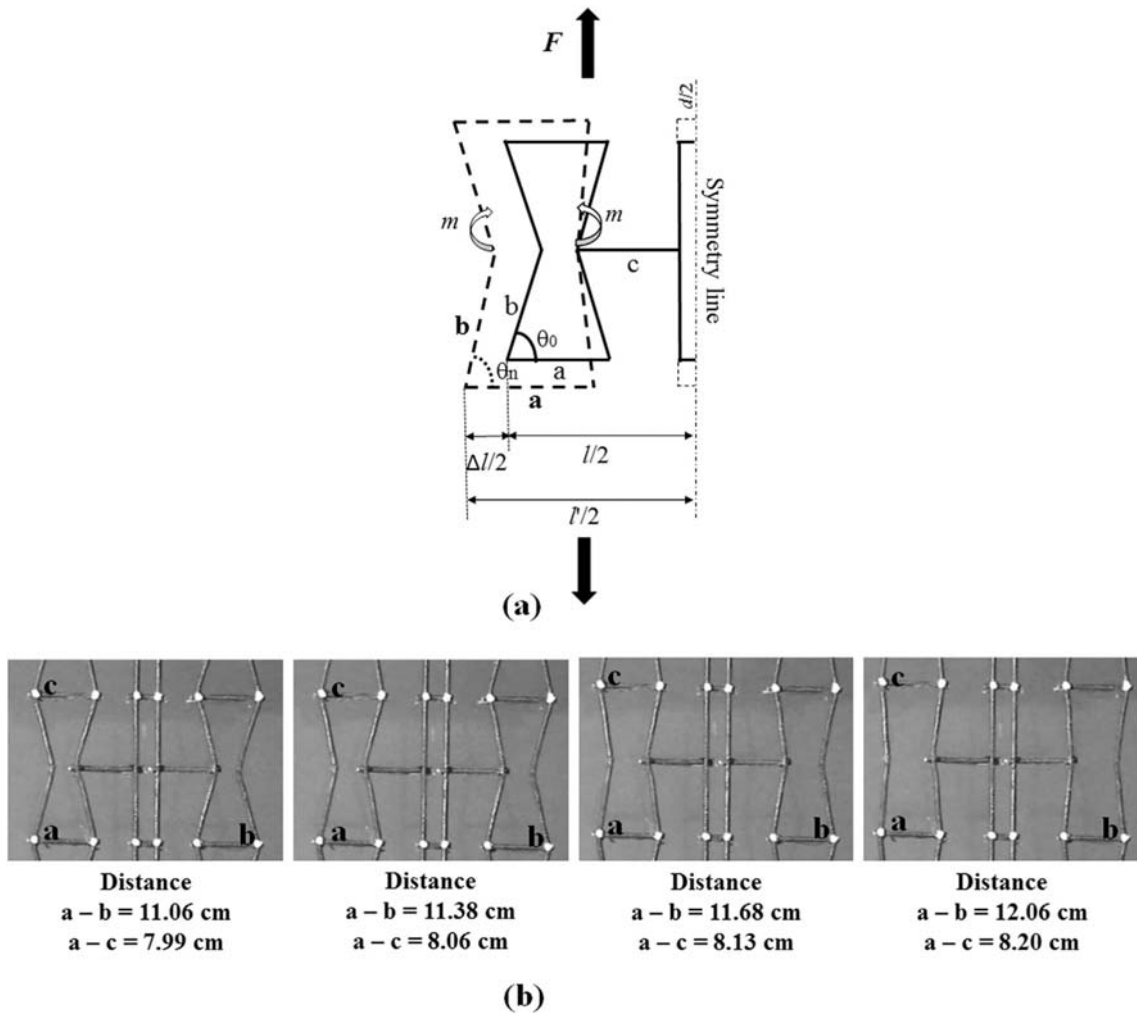 F
d/2
Symmetry line
m
m
c
b
θ0
b
θn
a
a
Δl/2
l/2
l'/2
(a)
c
a
b
c
a
b
c
a
b
c
a
b
Distance
a – b = 11.06 cm
a – c = 7.99 cm
Distance
a – b = 11.38 cm
a – c = 8.06 cm
Distance
a – b = 11.68 cm
a – c = 8.13 cm
Distance
a – b = 12.06 cm
a – c = 8.20 cm
(b)